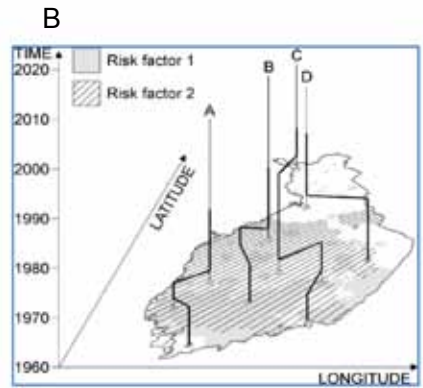 B
TIME
Risk factor 1
Risk factor 2
2020
2010
2000
1990
1980
1970
1960
A
B
C
D
LATITUDE
LONGITUDE